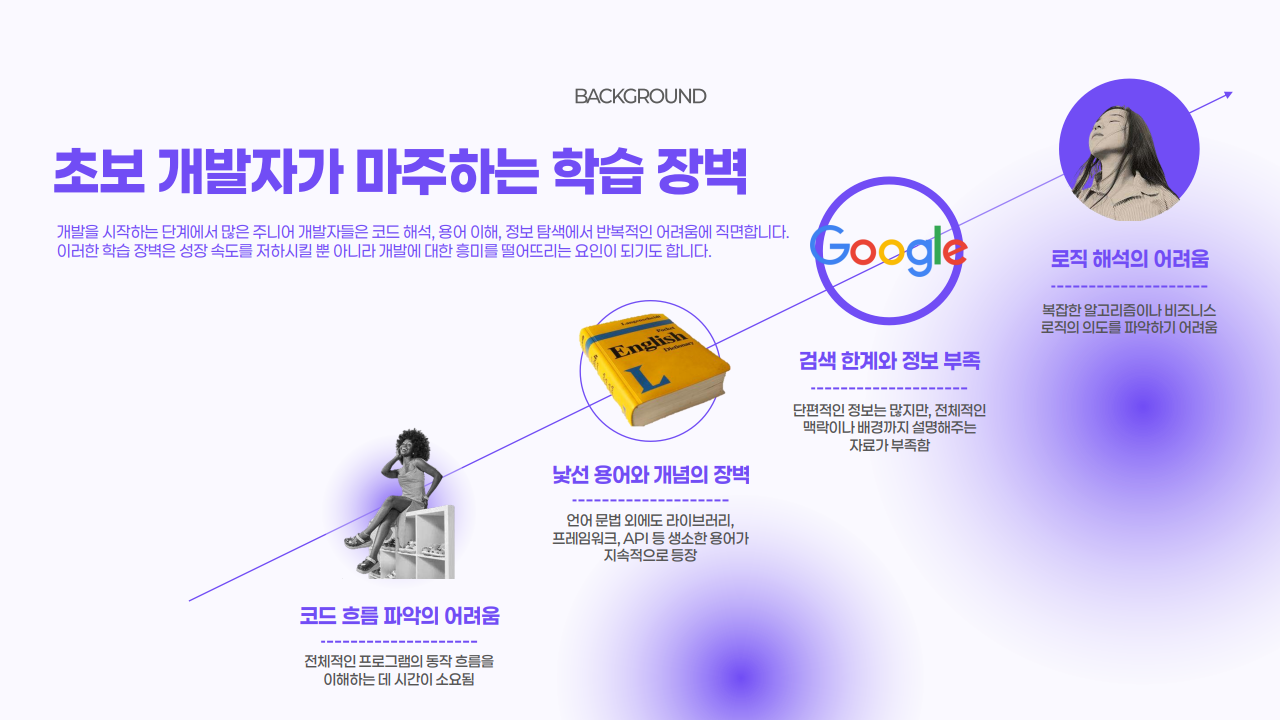 BACKGROUND
초보 개발자가 마주하는 학습 장벽
개발을 시작하는 단계에서 많은 주니어 개발자들은 코드 해석, 용어 이해, 정보 탐색에서 반복적인 어려움에 직면합니다.
이러한 학습 장벽은 성장 속도를 저하시킬 뿐 아니라 개발에 대한 흥미를 떨어뜨리는 요인이 되기도 합니다.
코드 흐름 파악의 어려움
전체적인 프로그램의 동작 흐름을
이해하는 데 시간이 소요됨
English
Dictionary
L
낯선 용어와 개념의 장벽
언어 문법 외에도 라이브러리,
프레임워크, API 등 생소한 용어가
지속적으로 등장
Google
검색 한계와 정보 부족
단편적인 정보는 많지만, 전체적인
맥락이나 배경까지 설명해주는
자료가 부족함
로직 해석의 어려움
복잡한 알고리즘이나 비즈니스
로직의 의도를 파악하기 어려움